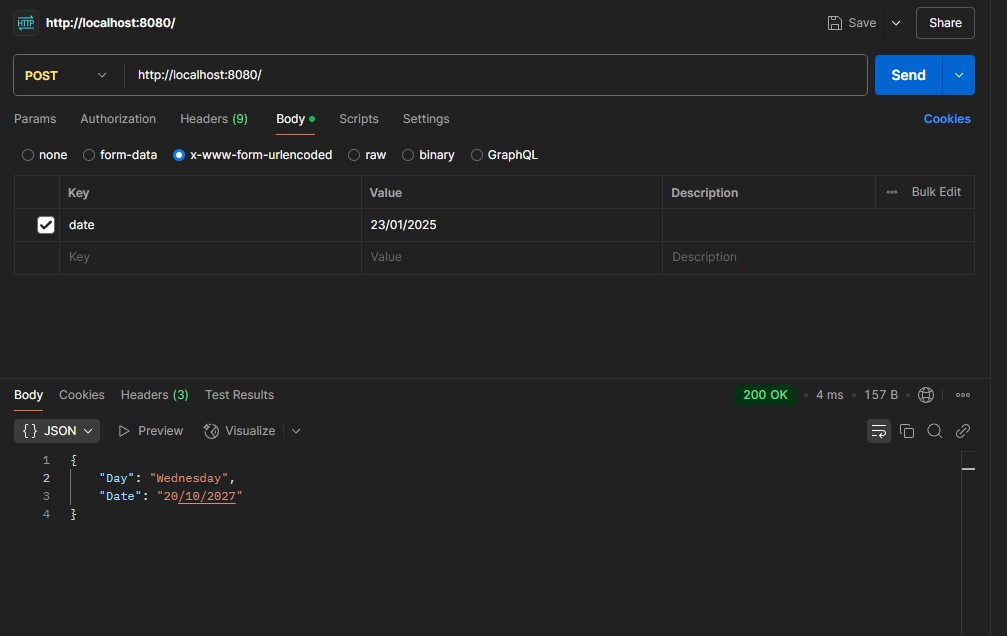 HTTP http://localhost:8080/ Save Share
POST http://localhost:8080/ Send
Params Authorization Headers (9) Body Scripts Settings Cookies
none form-data x-www-form-urlencoded raw binary GraphQL
Key Value Description Bulk Edit
date 23/01/2025
Key Value Description
Body Cookies Headers (3) Test Results 200 OK 4 ms 157 B
{} JSON Preview Visualize
1 {
2 "Day": "Wednesday",
3 "Date": "20/10/2027"
4 }